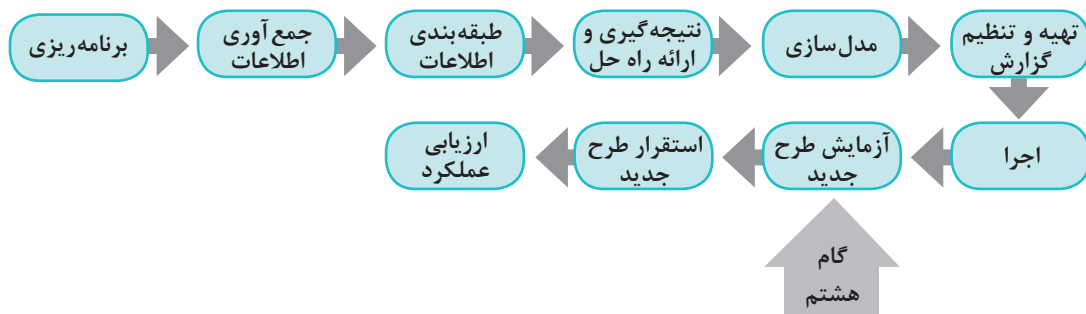 برنامه‌ریزی
جمع آوری
اطلاعات
طبقه‌بندی
اطلاعات
نتیجه‌گیری و
ارائه راه حل
مدل‌سازی
تهیه و تنظیم
گزارش
اجرا
آزمایش طرح
جدید
استقرار طرح
جدید
ارزیابی
عملکرد
گام
هشتم